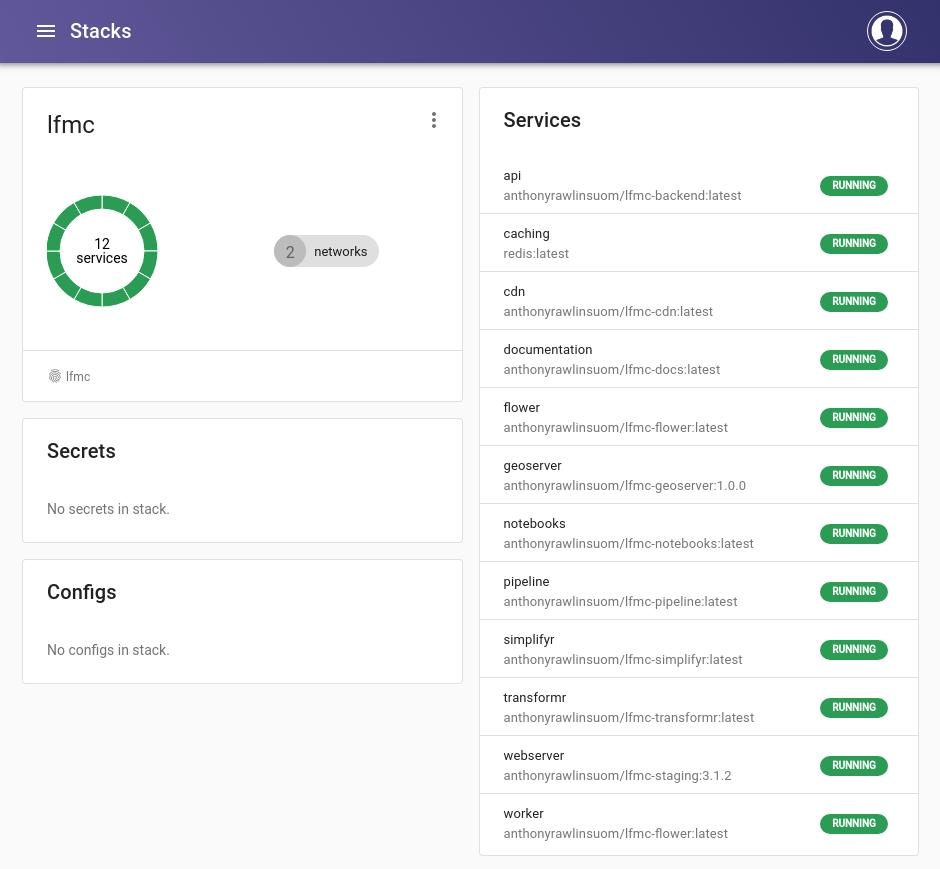 Stacks
lfmc
12
services
2 networks
lfmc
Secrets
No secrets in stack.
Configs
No configs in stack.
Services
api
anthonyrawlinsuom/lfmc-backend:latest
RUNNING
caching
redis:latest
RUNNING
cdn
anthonyrawlinsuom/lfmc-cdn:latest
RUNNING
documentation
anthonyrawlinsuom/lfmc-docs:latest
RUNNING
flower
anthonyrawlinsuom/lfmc-flower:latest
RUNNING
geoserver
anthonyrawlinsuom/lfmc-geoserver:1.0.0
RUNNING
notebooks
anthonyrawlinsuom/lfmc-notebooks:latest
RUNNING
pipeline
anthonyrawlinsuom/lfmc-pipeline:latest
RUNNING
simplifyr
anthonyrawlinsuom/lfmc-simplifyr:latest
RUNNING
transformr
anthonyrawlinsuom/lfmc-transformr:latest
RUNNING
webserver
anthonyrawlinsuom/lfmc-staging:3.1.2
RUNNING
worker
anthonyrawlinsuom/lfmc-flower:latest
RUNNING